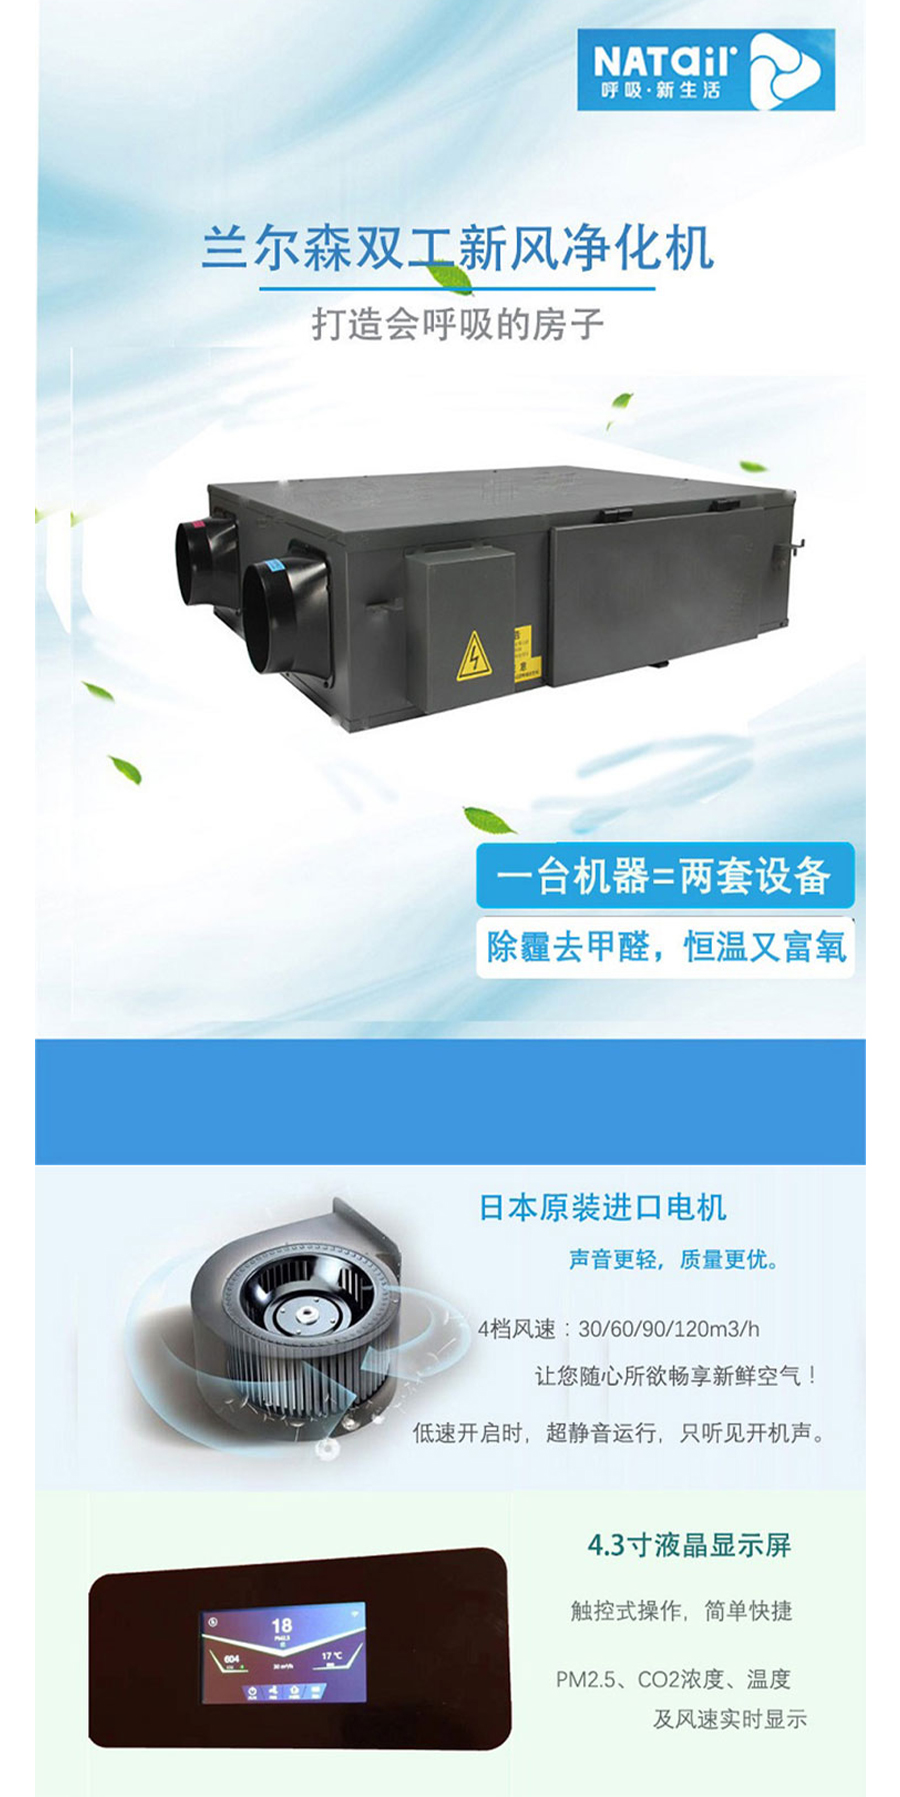 NATair
呼吸·新生活
兰尔森双工新风净化机
打造会呼吸的房子
意
一台机器=两套设备
除霾去甲醛，恒温又富氧
日本原装进口电机
声音更轻，质量更优。
4档风速：30/60/90/120m3/h
让您随心所欲畅享新鲜空气！
低速开启时，超静音运行，只听见开机声。
4.3寸液晶显示屏
触控式操作，简单快捷
18
PM2.5
604
17 ℃
30 m³/h
PM2.5、CO2浓度、温度
及风速实时显示